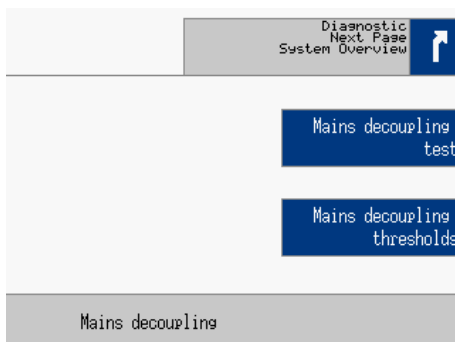 Diagnostic
Next Page
System Overview
Mains decoupling
test
Mains decoupling
thresholds
Mains decoupling